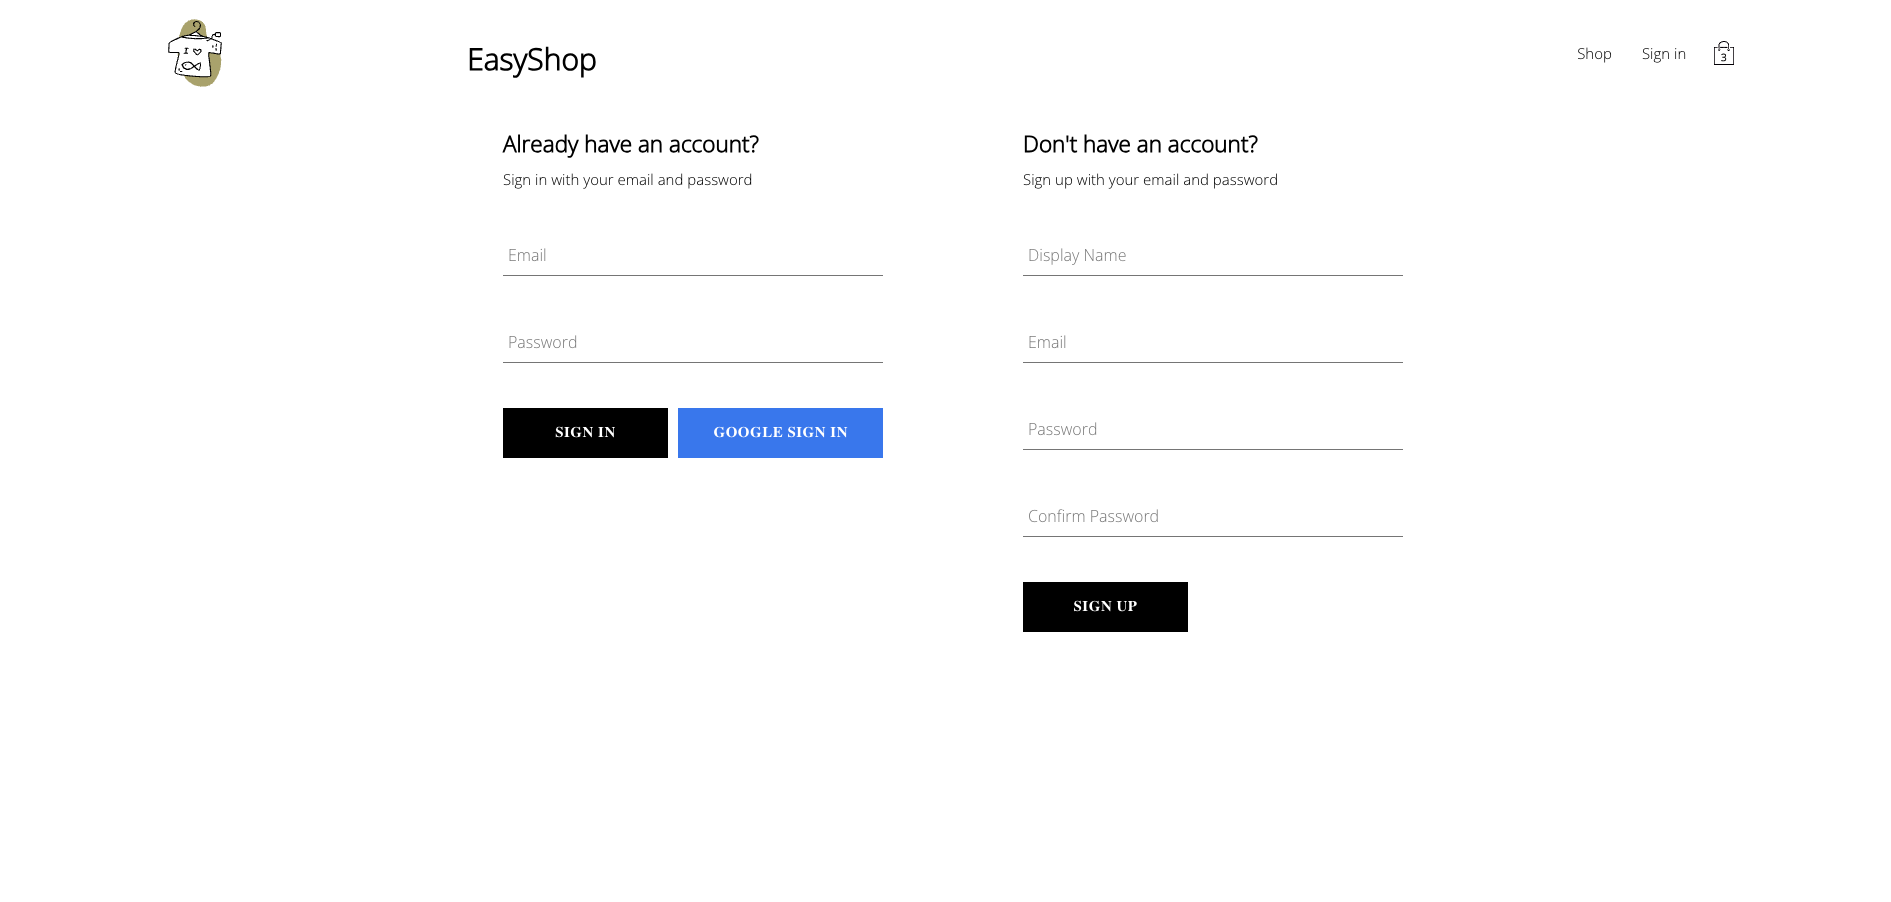 I
EasyShop
Shop
Sign in
3
Already have an account?
Sign in with your email and password
Email
Password
SIGN IN
GOOGLE SIGN IN
Don't have an account?
Sign up with your email and password
Display Name
Email
Password
Confirm Password
SIGN UP